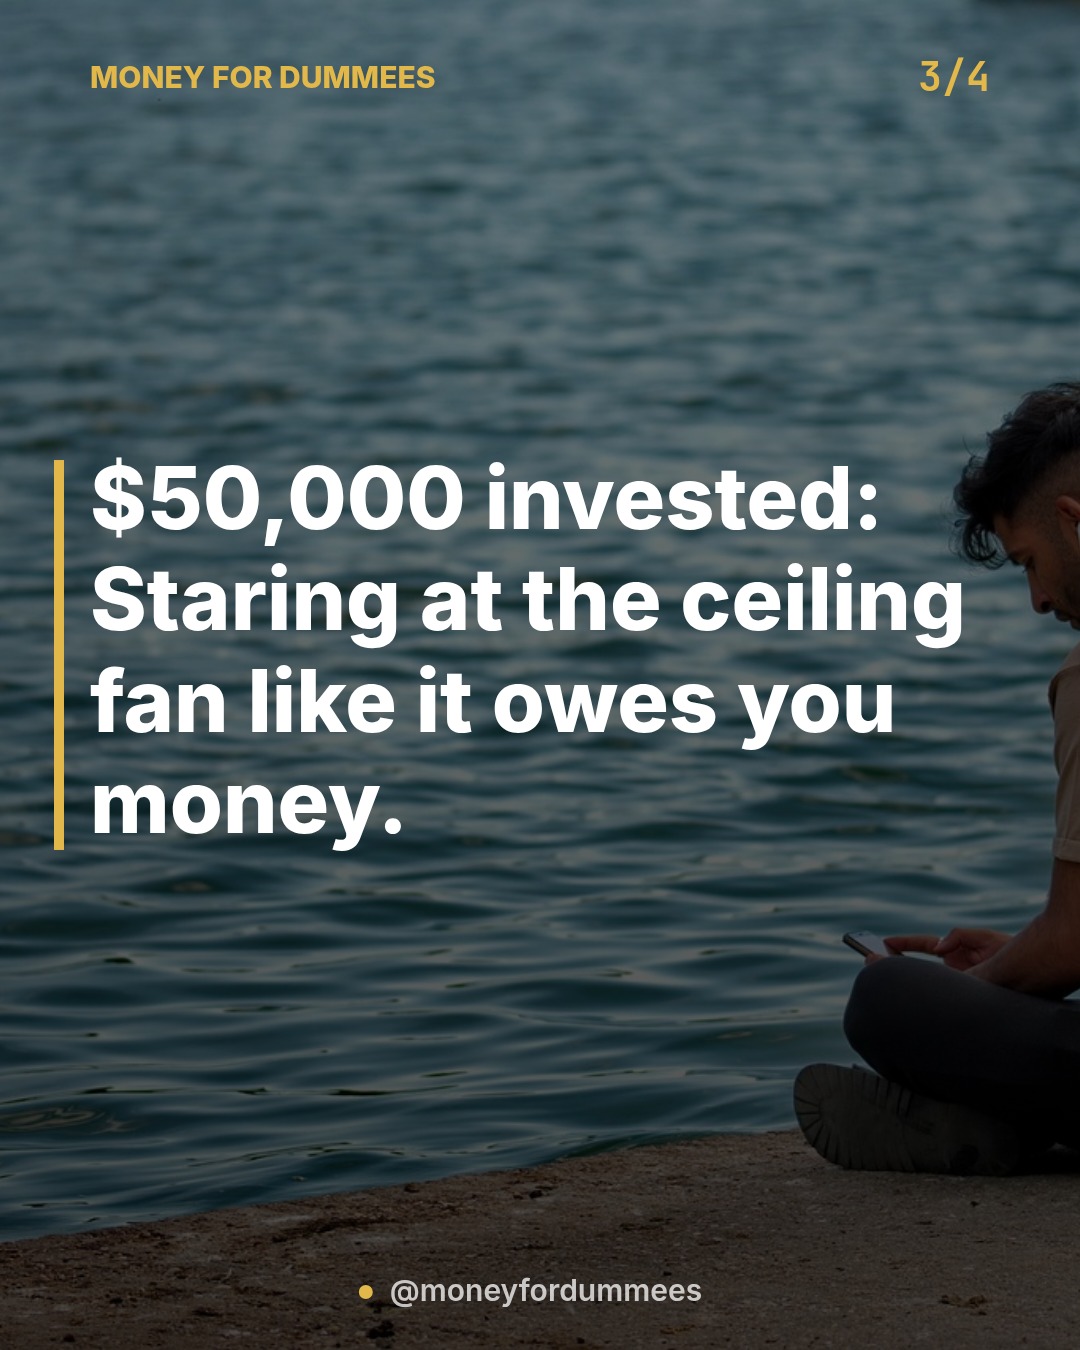 MONEY FOR DUMMEES
3/4
$50,000 invested:
Staring at the ceiling
fan like it owes you
money.
@moneyfordummees